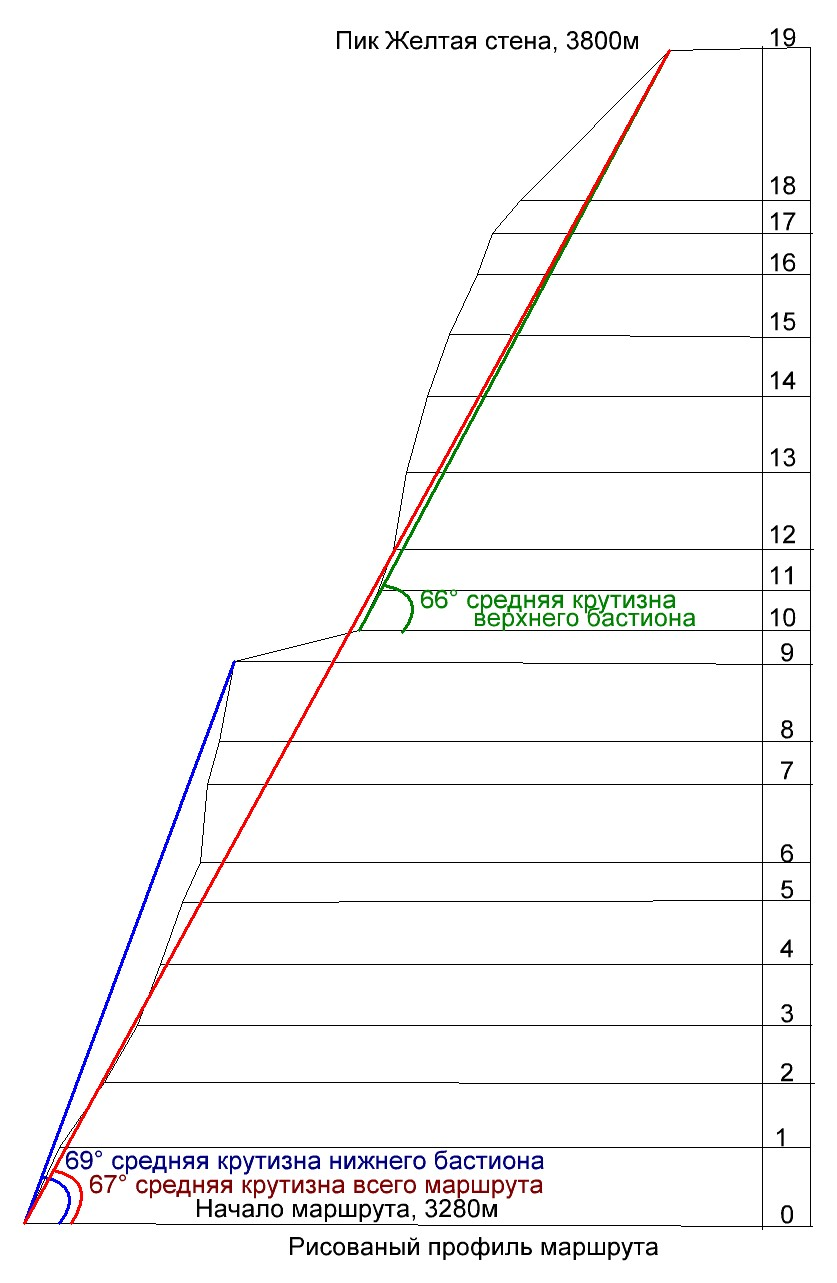 Пик Желтая стена, 3800м
19
18
17
16
15
14
13
12
11
66° средняя крутизна
верхнего бастиона
10
9
8
7
6
5
4
3
2
1
69° средняя крутизна нижнего бастиона
67° средняя крутизна всего маршрута
Начало маршрута, 3280м
0
Рисованый профиль маршрута